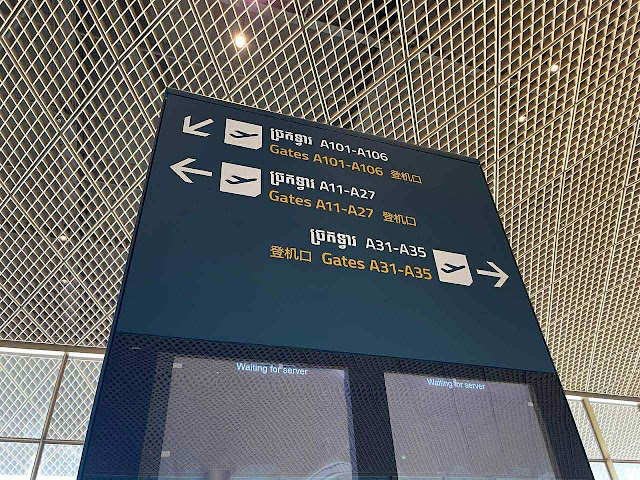 ច្រកទ្វារ A101-A106
Gates A101-A106 登机口
ច្រកទ្វារ A11-A27
Gates A11-A27 登机口
ច្រកទ្វារ A31-A35
登机口 Gates A31-A35
Waiting for server
Waiting for server